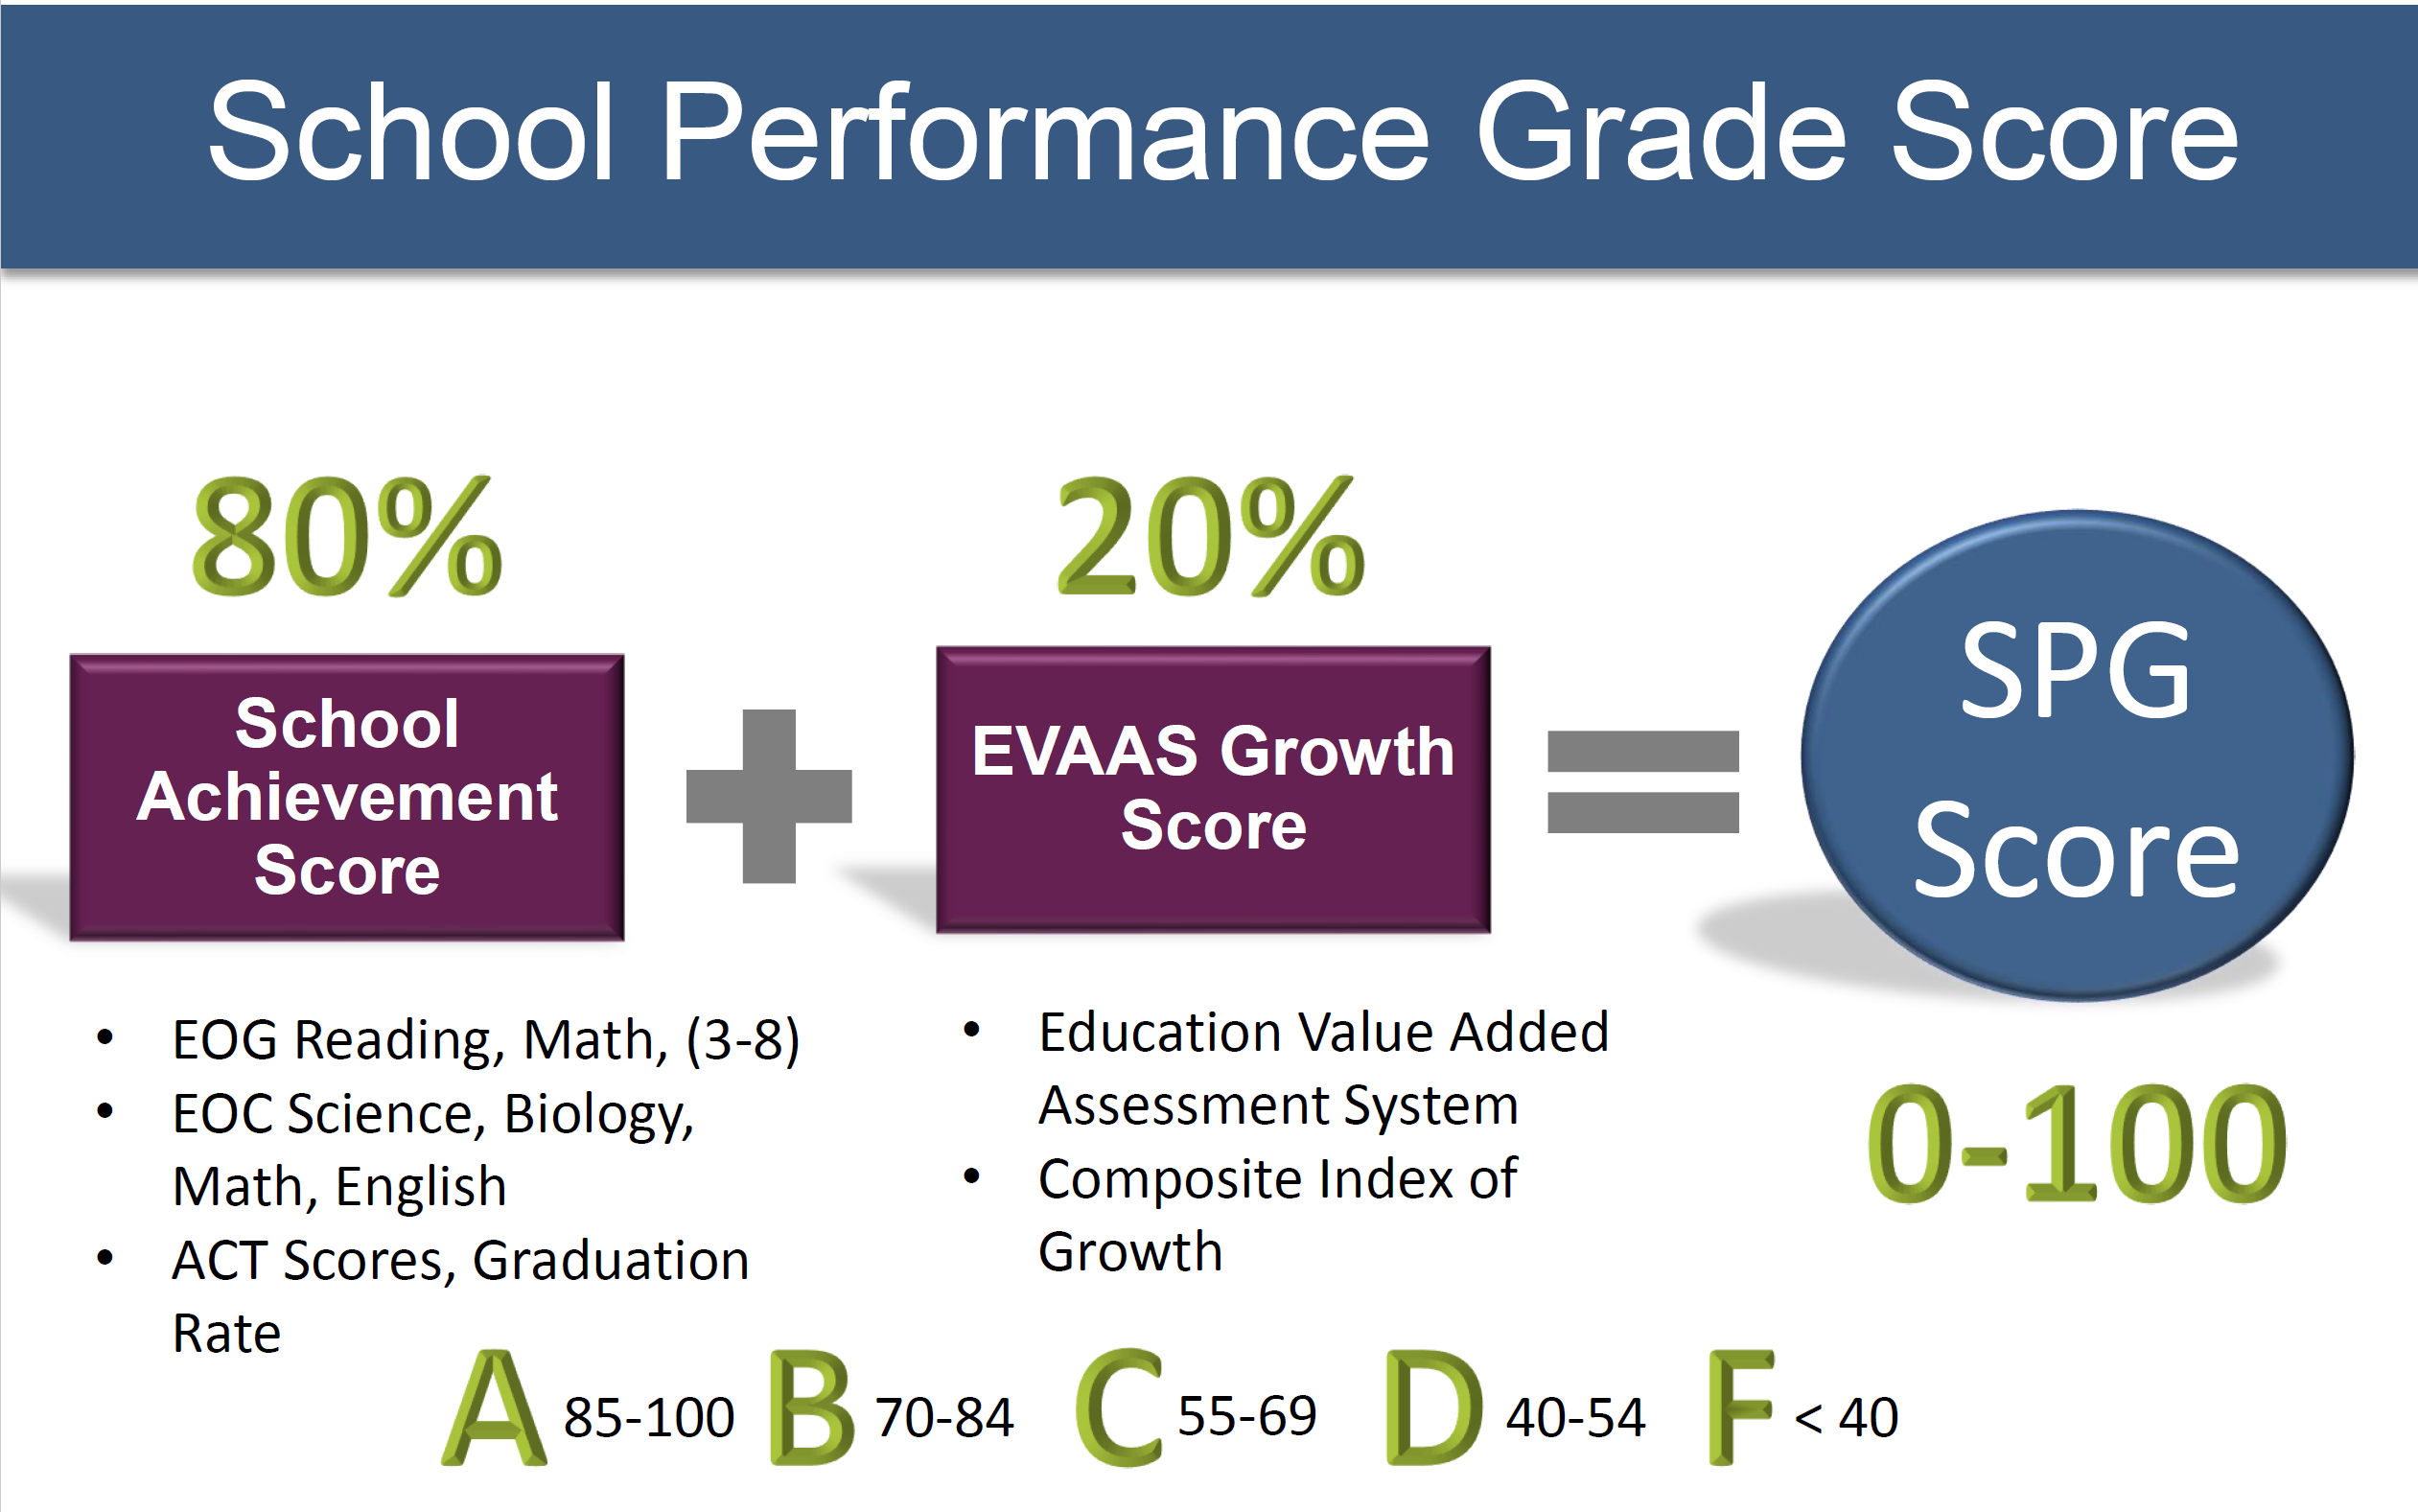 School Performance Grade Score
80%
School
Achievement
Score
20%
EVAAS Growth
Score
SPG
Score
• EOG Reading, Math, (3-8)
• EOC Science, Biology,
Math, English
• ACT Scores, Graduation
Rate
• Education Value Added
Assessment System
• Composite Index of
Growth
0-100
A 85-100 B 70-84 C 55-69 D 40-54 F < 40